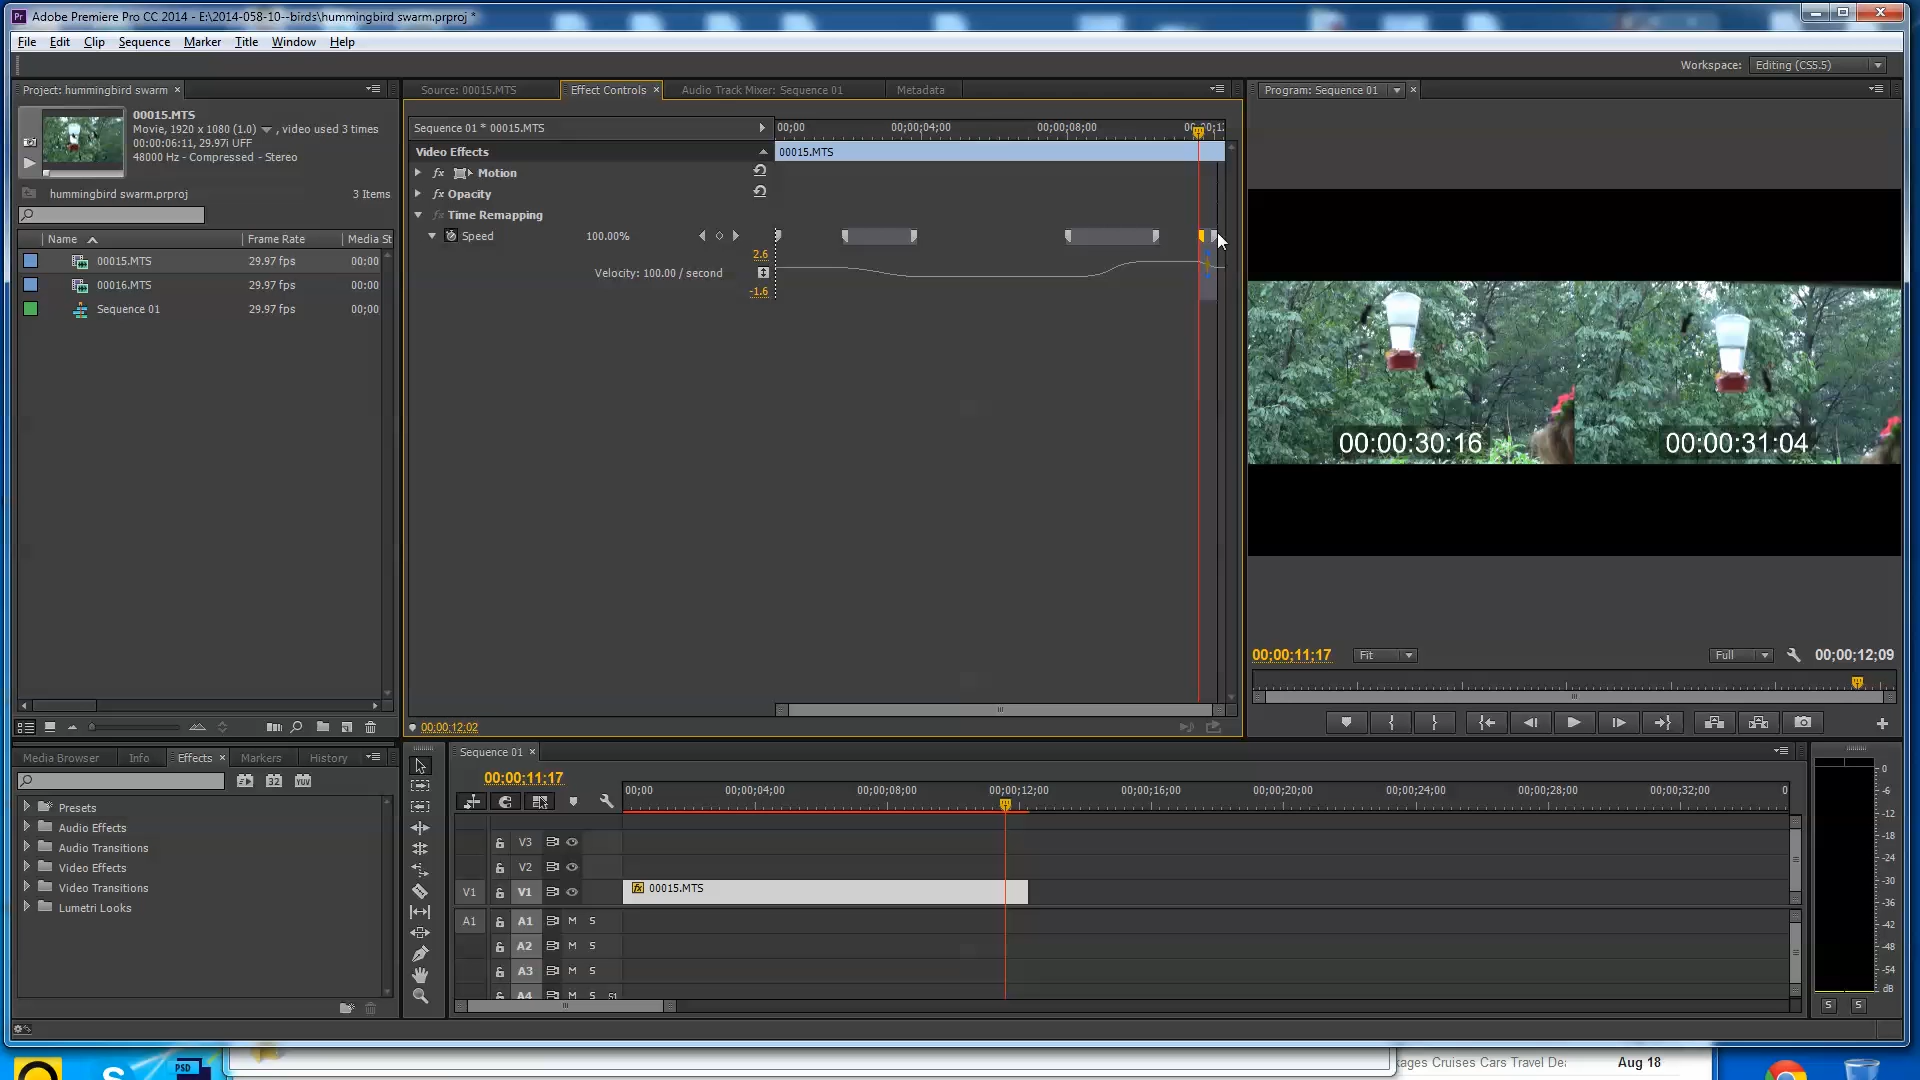 Pr Adobe Premiere Pro CC 2014 - E:\2014-058-10--birds\hummingbird swarm.prproj *
File Edit Clip Sequence Marker Title Window Help
Workspace: Editing (CS5.5)
Project: hummingbird swarm ×
00015.MTS
Movie, 1920 x 1080 (1.0) , video used 3 times
00:00:06:11, 29.97i UFF
48000 Hz - Compressed - Stereo
hummingbird swarm.prproj 3 Items
Name Frame Rate Media St
00015.MTS 29.97 fps 00:00
00016.MTS 29.97 fps 00:00
Sequence 01 29.97 fps 00;00
Source: 00015.MTS Effect Controls × Audio Track Mixer: Sequence 01 Metadata
Sequence 01 * 00015.MTS
00;00 00;00;04;00 00;00;08;00
Video Effects 00015.MTS
fx Motion
fx Opacity
fx Time Remapping
Speed 100.00%
2.6
Velocity: 100.00 / second
-1.6
00;00;12;02
Program: Sequence 01 ×
00:00:30:16 00:00:31:04
00;00;11;17 Fit Full 00;00;12;09
Media Browser Info Effects × Markers History
32 YUV
Presets
Audio Effects
Audio Transitions
Video Effects
Video Transitions
Lumetri Looks
Sequence 01 ×
00;00;11;17
00;00 00;00;04;00 00;00;08;00 00;00;12;00 00;00;16;00 00;00;20;00 00;00;24;00 00;00;28;00 00;00;32;00 0
V3
V2
V1 V1 fx 00015.MTS
A1 A1 M S
A2 M S
A3 M S
A4 M S
0
-6
-12
-18
-24
-30
-36
-42
-48
-54
dB
S S
PSD
kages Cruises Cars Travel Dea Aug 18